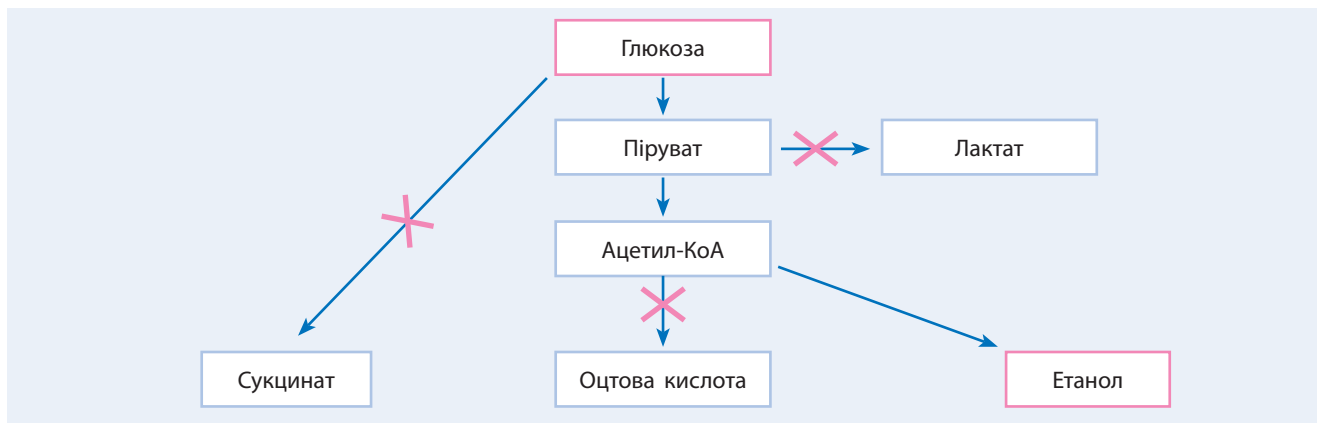 Глюкоза
Піруват
Лактат
Ацетил-КоА
Сукцинат
Оцтова кислота
Етанол